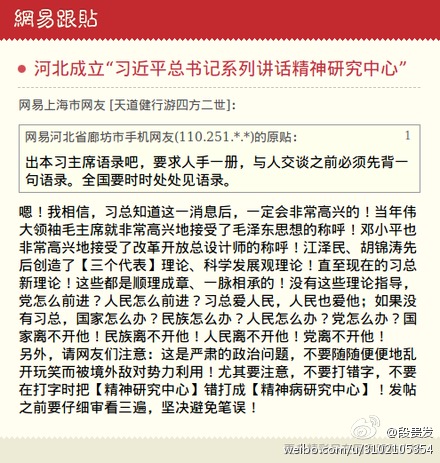 網易跟貼
河北成立“习近平总书记系列讲话精神研究中心”
网易上海市网友 [天道健行游四方二世]：
网易河北省廊坊市手机网友(110.251.*.*)的原贴： 1
出本习主席语录吧，要求人手一册，与人交谈之前必须先背一
句语录。全国要时时处处见语录。
嗯！我相信，习总知道这一消息后，一定会非常高兴的！当年伟
大领袖毛主席就非常高兴地接受了毛泽东思想的称呼！邓小平也
非常高兴地接受了改革开放总设计师的称呼！江泽民、胡锦涛先
后创造了【三个代表】理论、科学发展观理论！直至现在的习总
新理论！这些都是顺理成章、一脉相承的！没有这些理论指导，
党怎么前进？人民怎么前进？习总爱人民，人民也爱他；如果没
有习总，国家怎么办？民族怎么办？人民怎么办？党怎么办？国
家离不开他！民族离不开他！人民离不开他！党离不开他！
另外，请网友们注意：这是严肃的政治问题，不要随随便便地乱
开玩笑而被境外敌对势力利用！尤其要注意，不要打错字，不要
在打字时把【精神研究中心】错打成【精神病研究中心】！发帖
之前要仔细审看三遍，坚决避免笔误！
@段贵发
weibo.com/u/3102105354